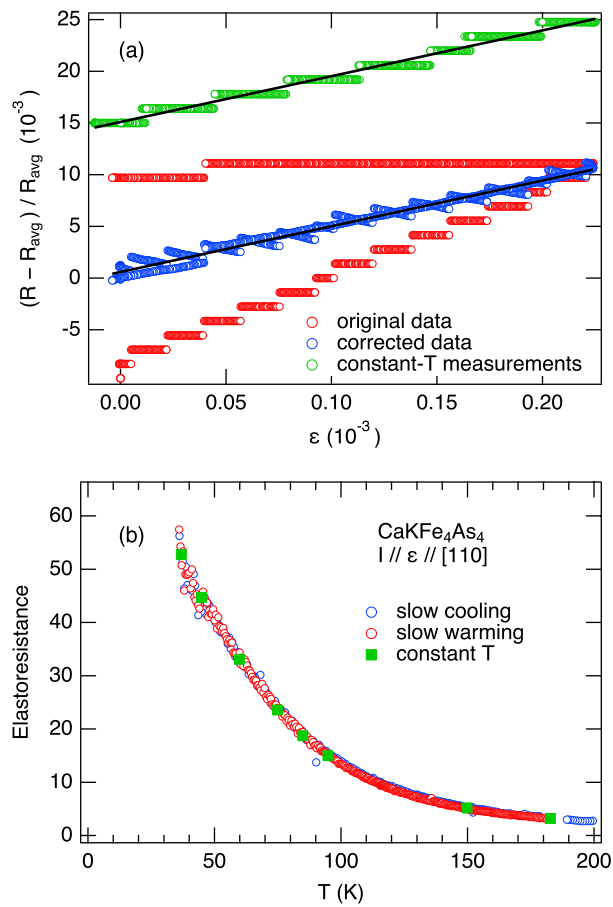 (a)
25
20
15
10
5
0
-5
(R − Ravg) / Ravg (10-3)
original data
corrected data
constant-T measurements
0.00
0.05
0.10
0.15
0.20
ε (10-3)
(b)
60
50
40
30
20
10
0
Elastoresistance
CaKFe4As4
I // ε // [110]
slow cooling
slow warming
constant T
0
50
100
150
200
T (K)